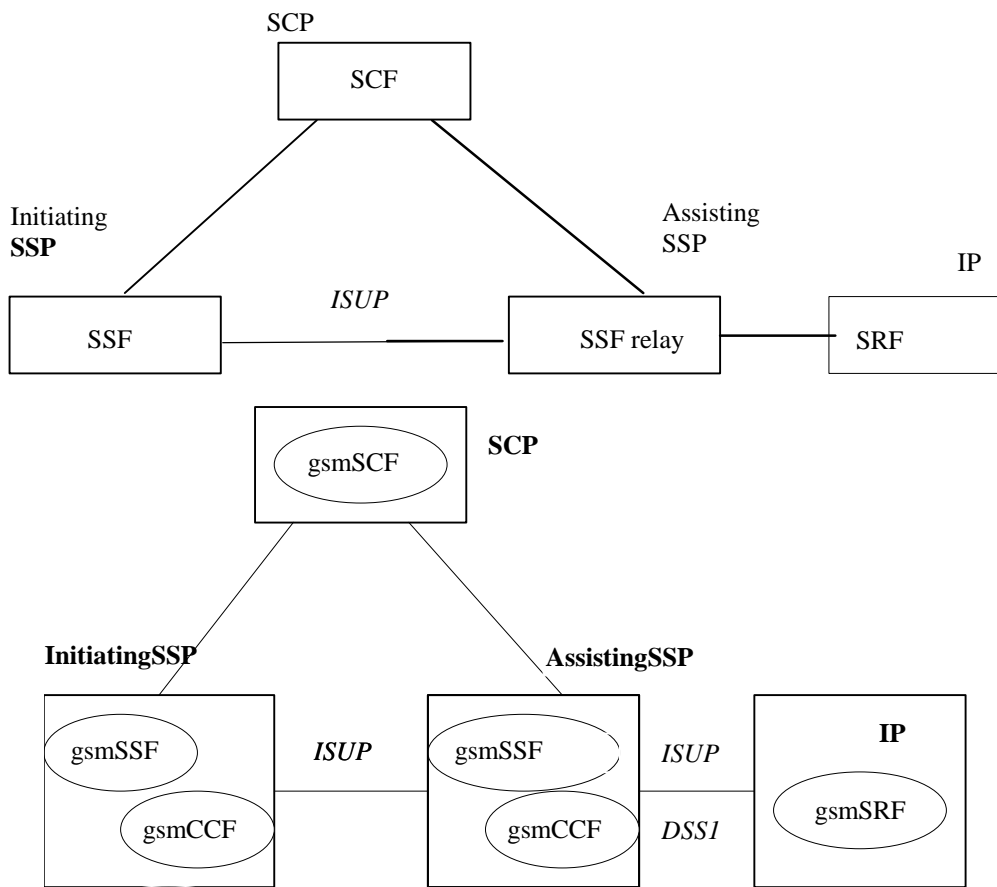 SCP
SCF
Initiating
SSP
Assisting
SSP
IP
ISUP
SSF
SSF relay
SRF
SCP
gsmSCF
InitiatingSSP
AssistingSSP
IP
gsmSSF
ISUP
gsmSSF
ISUP
gsmCCF
gsmCCF
DSS1
gsmSRF